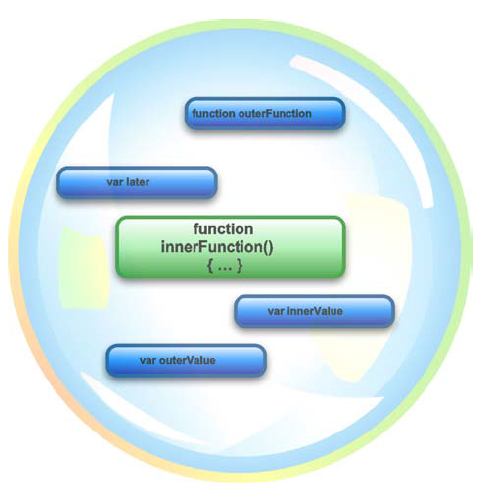 function outerFunction
var later
function
innerFunction()
{ ... }
var innerValue
var outerValue